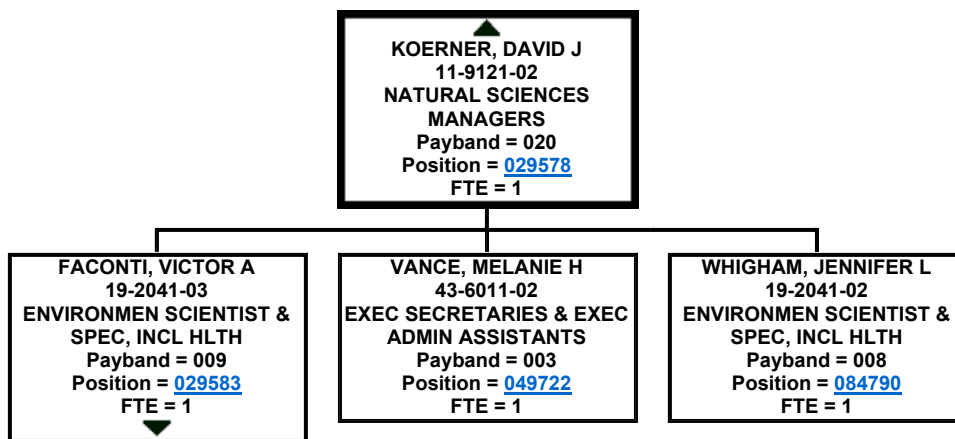 KOERNER, DAVID J
11-9121-02
NATURAL SCIENCES
MANAGERS
Payband = 020
Position = 029578
FTE = 1
FACONTI, VICTOR A
19-2041-03
ENVIRONMEN SCIENTIST &
SPEC, INCL HLTH
Payband = 009
Position = 029583
FTE = 1
VANCE, MELANIE H
43-6011-02
EXEC SECRETARIES & EXEC
ADMIN ASSISTANTS
Payband = 003
Position = 049722
FTE = 1
WHIGHAM, JENNIFER L
19-2041-02
ENVIRONMEN SCIENTIST &
SPEC, INCL HLTH
Payband = 008
Position = 084790
FTE = 1